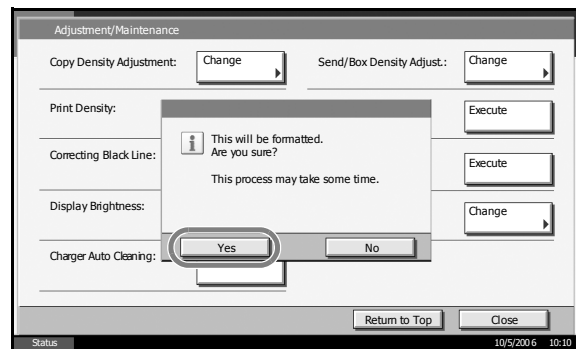 Adjustment/Maintenance
Copy Density Adjustment:
Change
Send/Box Density Adjust.:
Change
Print Density:
Execute
This will be formatted.
Are you sure?
This process may take some time.
Correcting Black Line:
Execute
Display Brightness:
Change
Yes
No
Charger Auto Cleaning:
Return to Top
Close
Status
10/5/2006 10:10